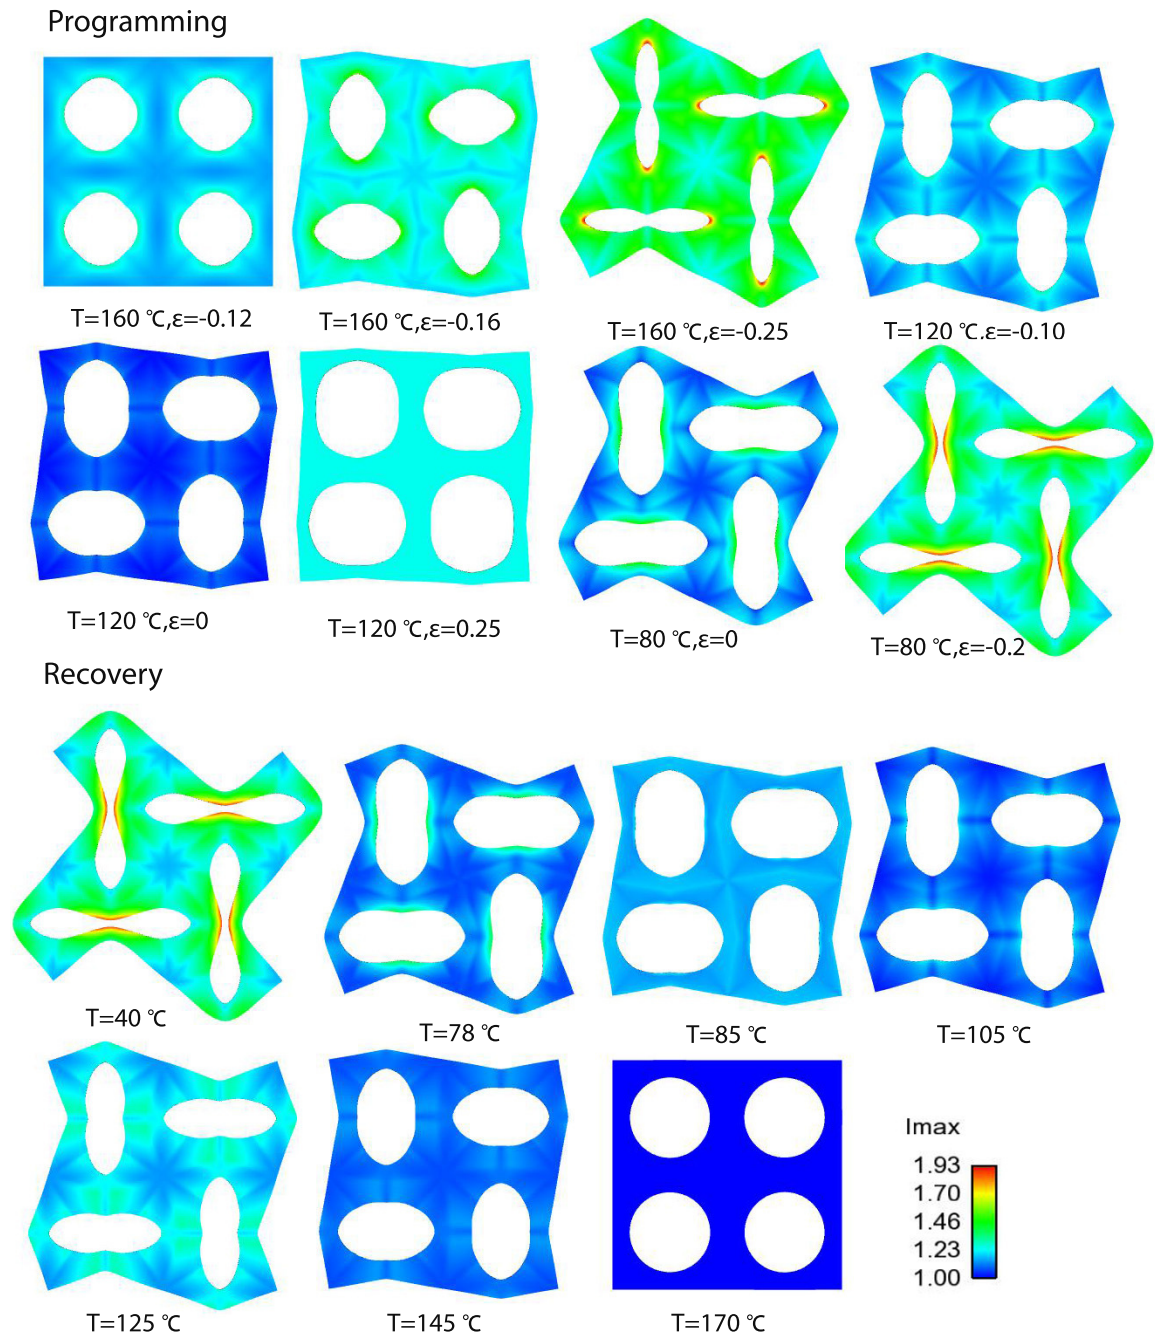 Programming
T=160 ℃,ε=-0.12
T=160 ℃,ε=-0.16
T=160 ℃,ε=-0.25
T=120 ℃,ε=-0.10
T=120 ℃,ε=0
T=120 ℃,ε=0.25
T=80 ℃,ε=0
T=80 ℃,ε=-0.2
Recovery
T=40 ℃
T=78 ℃
T=85 ℃
T=105 ℃
T=125 ℃
T=145 ℃
T=170 ℃
Imax
1.93
1.70
1.46
1.23
1.00